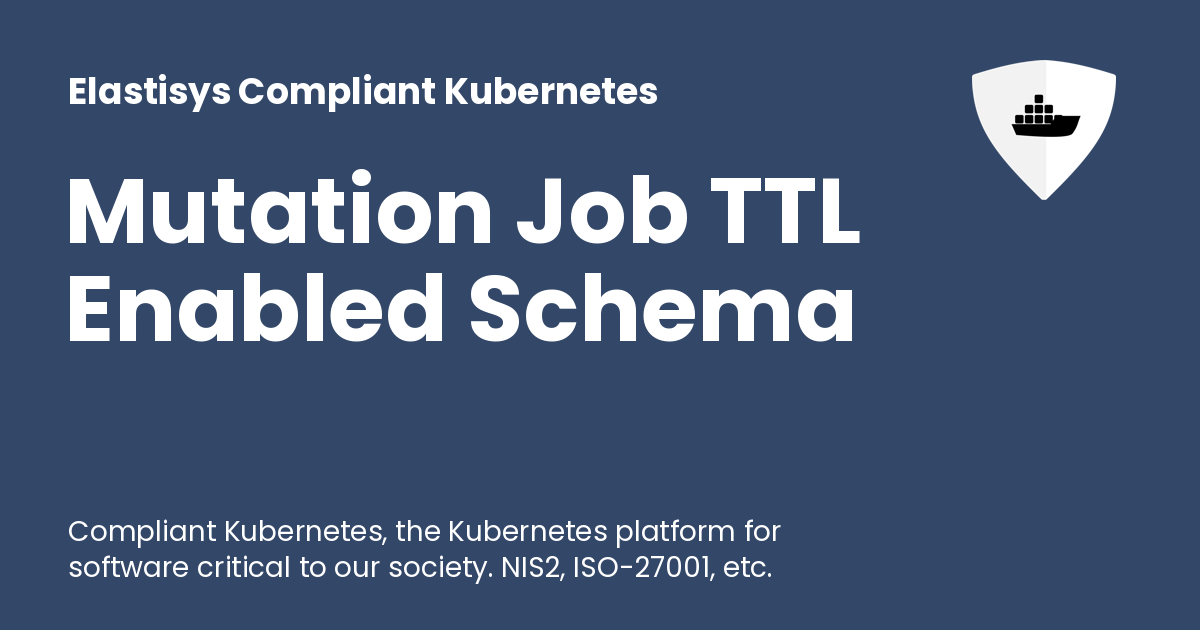 Elastisys Compliant Kubernetes
Mutation Job TTL
Enabled Schema
Compliant Kubernetes, the Kubernetes platform for
software critical to our society. NIS2, ISO-27001, etc.